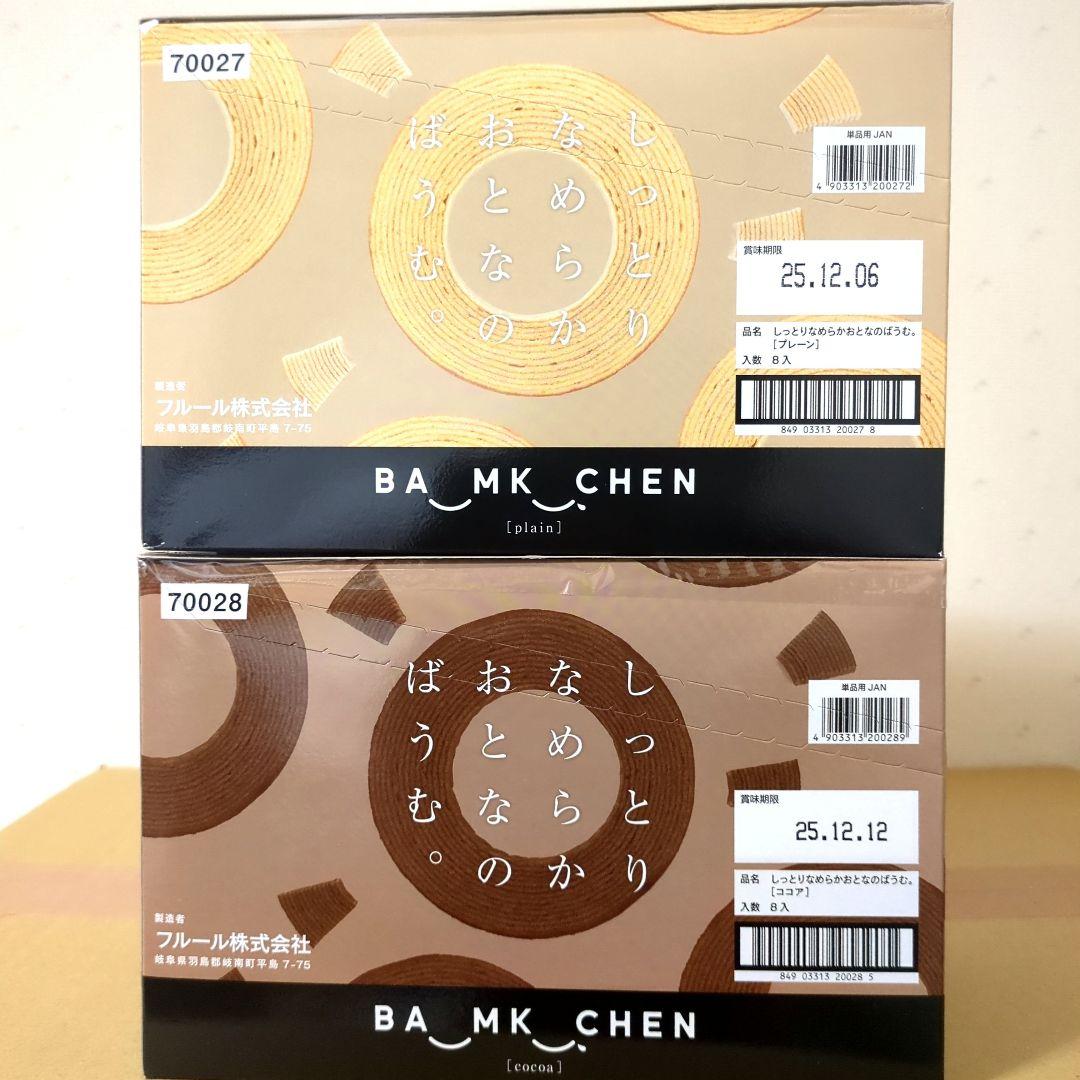 70027
しっとり
なめらか
おとなの
ばうむ。
単品用 JAN
4 903313 200272
賞味期限
25.12.06
品名 しっとりなめらかおとなのばうむ。
[プレーン]
入数 8入
849 03313 20027 8
製造者
フルール株式会社
岐阜県羽島郡岐南町平島 7-75
BA MK CHEN
[plain]
70028
しっとり
なめらか
おとなの
ばうむ。
単品用 JAN
4 903313 200289
賞味期限
25.12.12
品名 しっとりなめらかおとなのばうむ。
[ココア]
入数 8入
849 03313 20028 5
製造者
フルール株式会社
岐阜県羽島郡岐南町平島 7-75
BA MK CHEN
[cocoa]